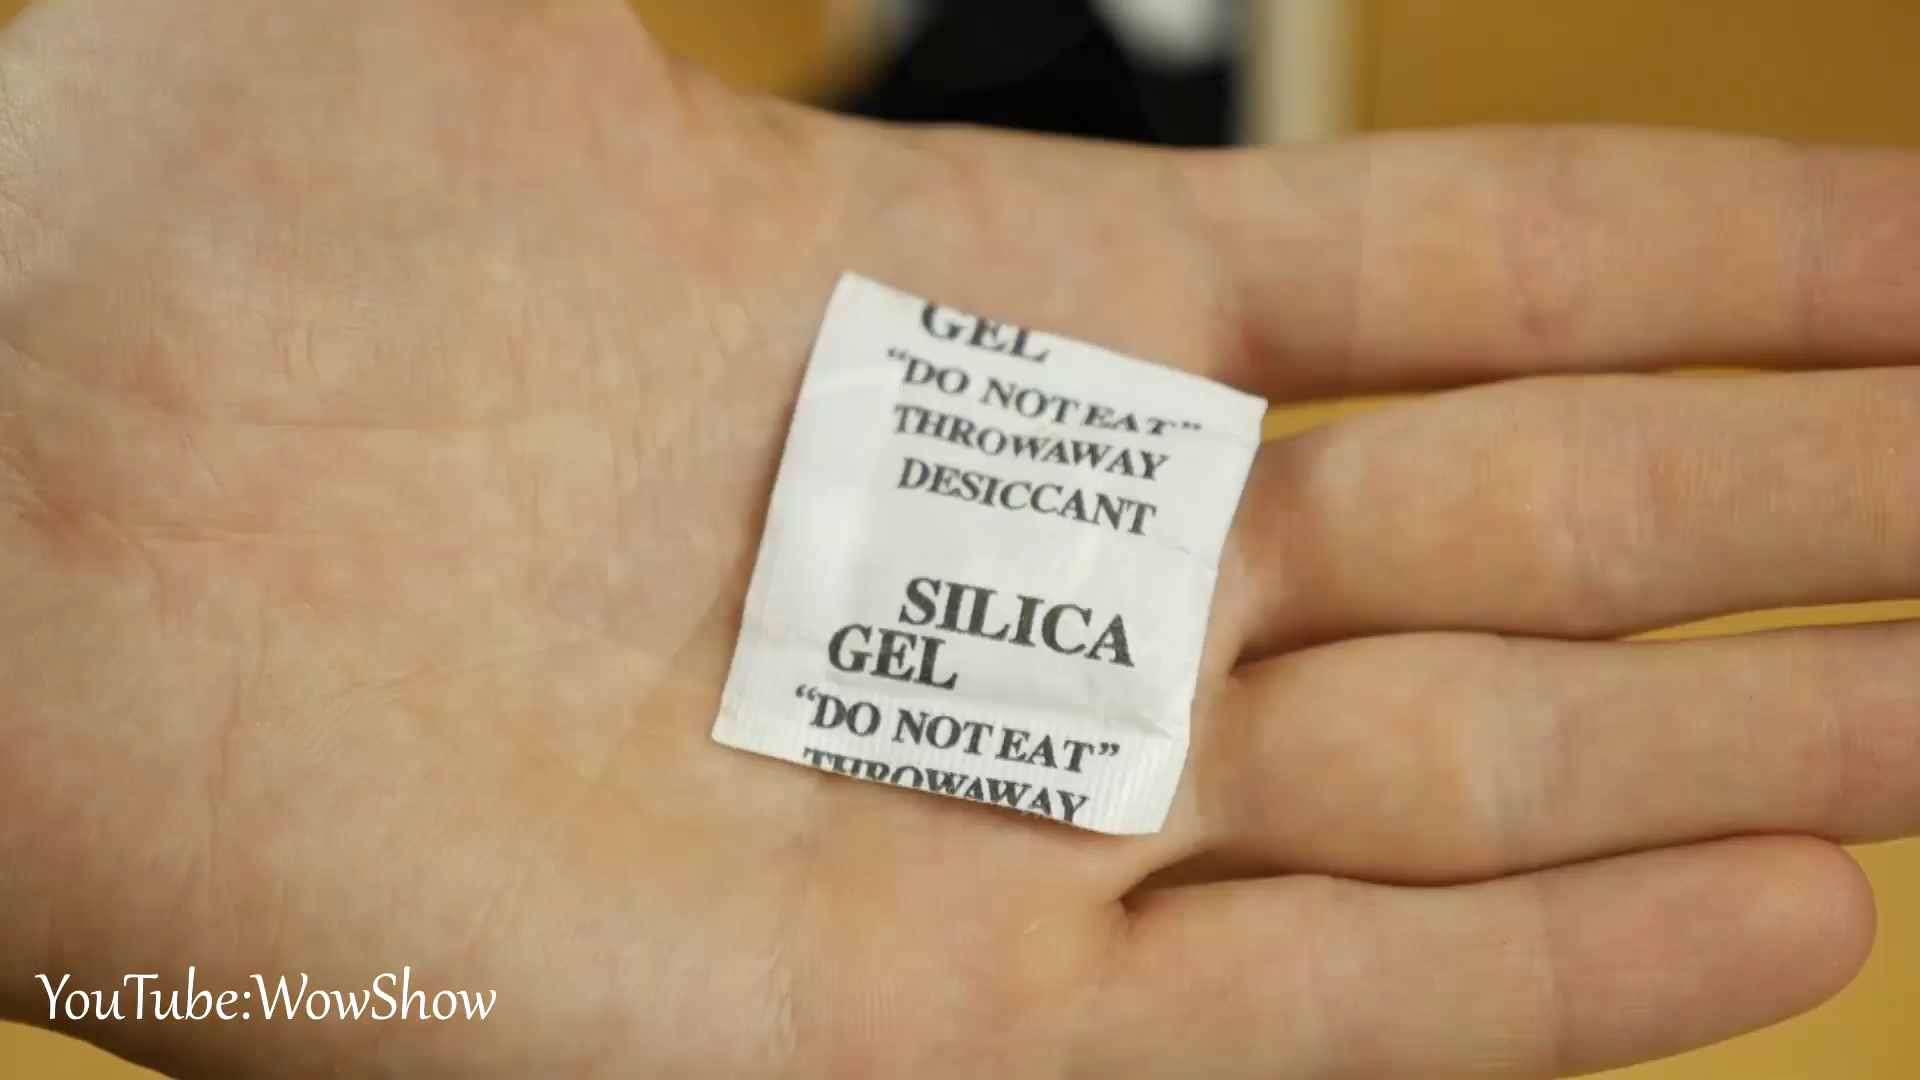 GEL
“DO NOT EAT”
THROWAWAY
DESICCANT
SILICA
GEL
“DO NOT EAT”
THROWAWAY
YouTube:WowShow